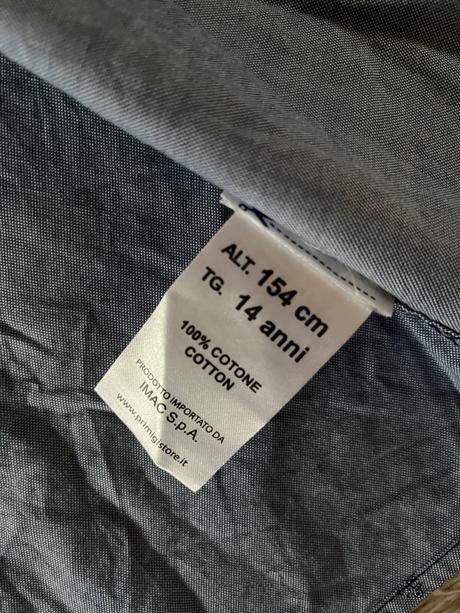 ALT. 154 cm
TG. 14 anni
100% COTONE
COTTON
PRODOTTO IMPORTATO DA
IMAC S.p.A.
www.primigistore.it